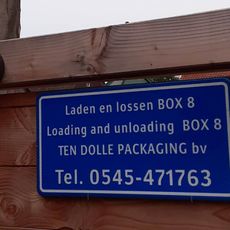 Laden en lossen BOX 8
Loading and unloading BOX 8
TEN DOLLE PACKAGING bv
Tel. 0545-471763